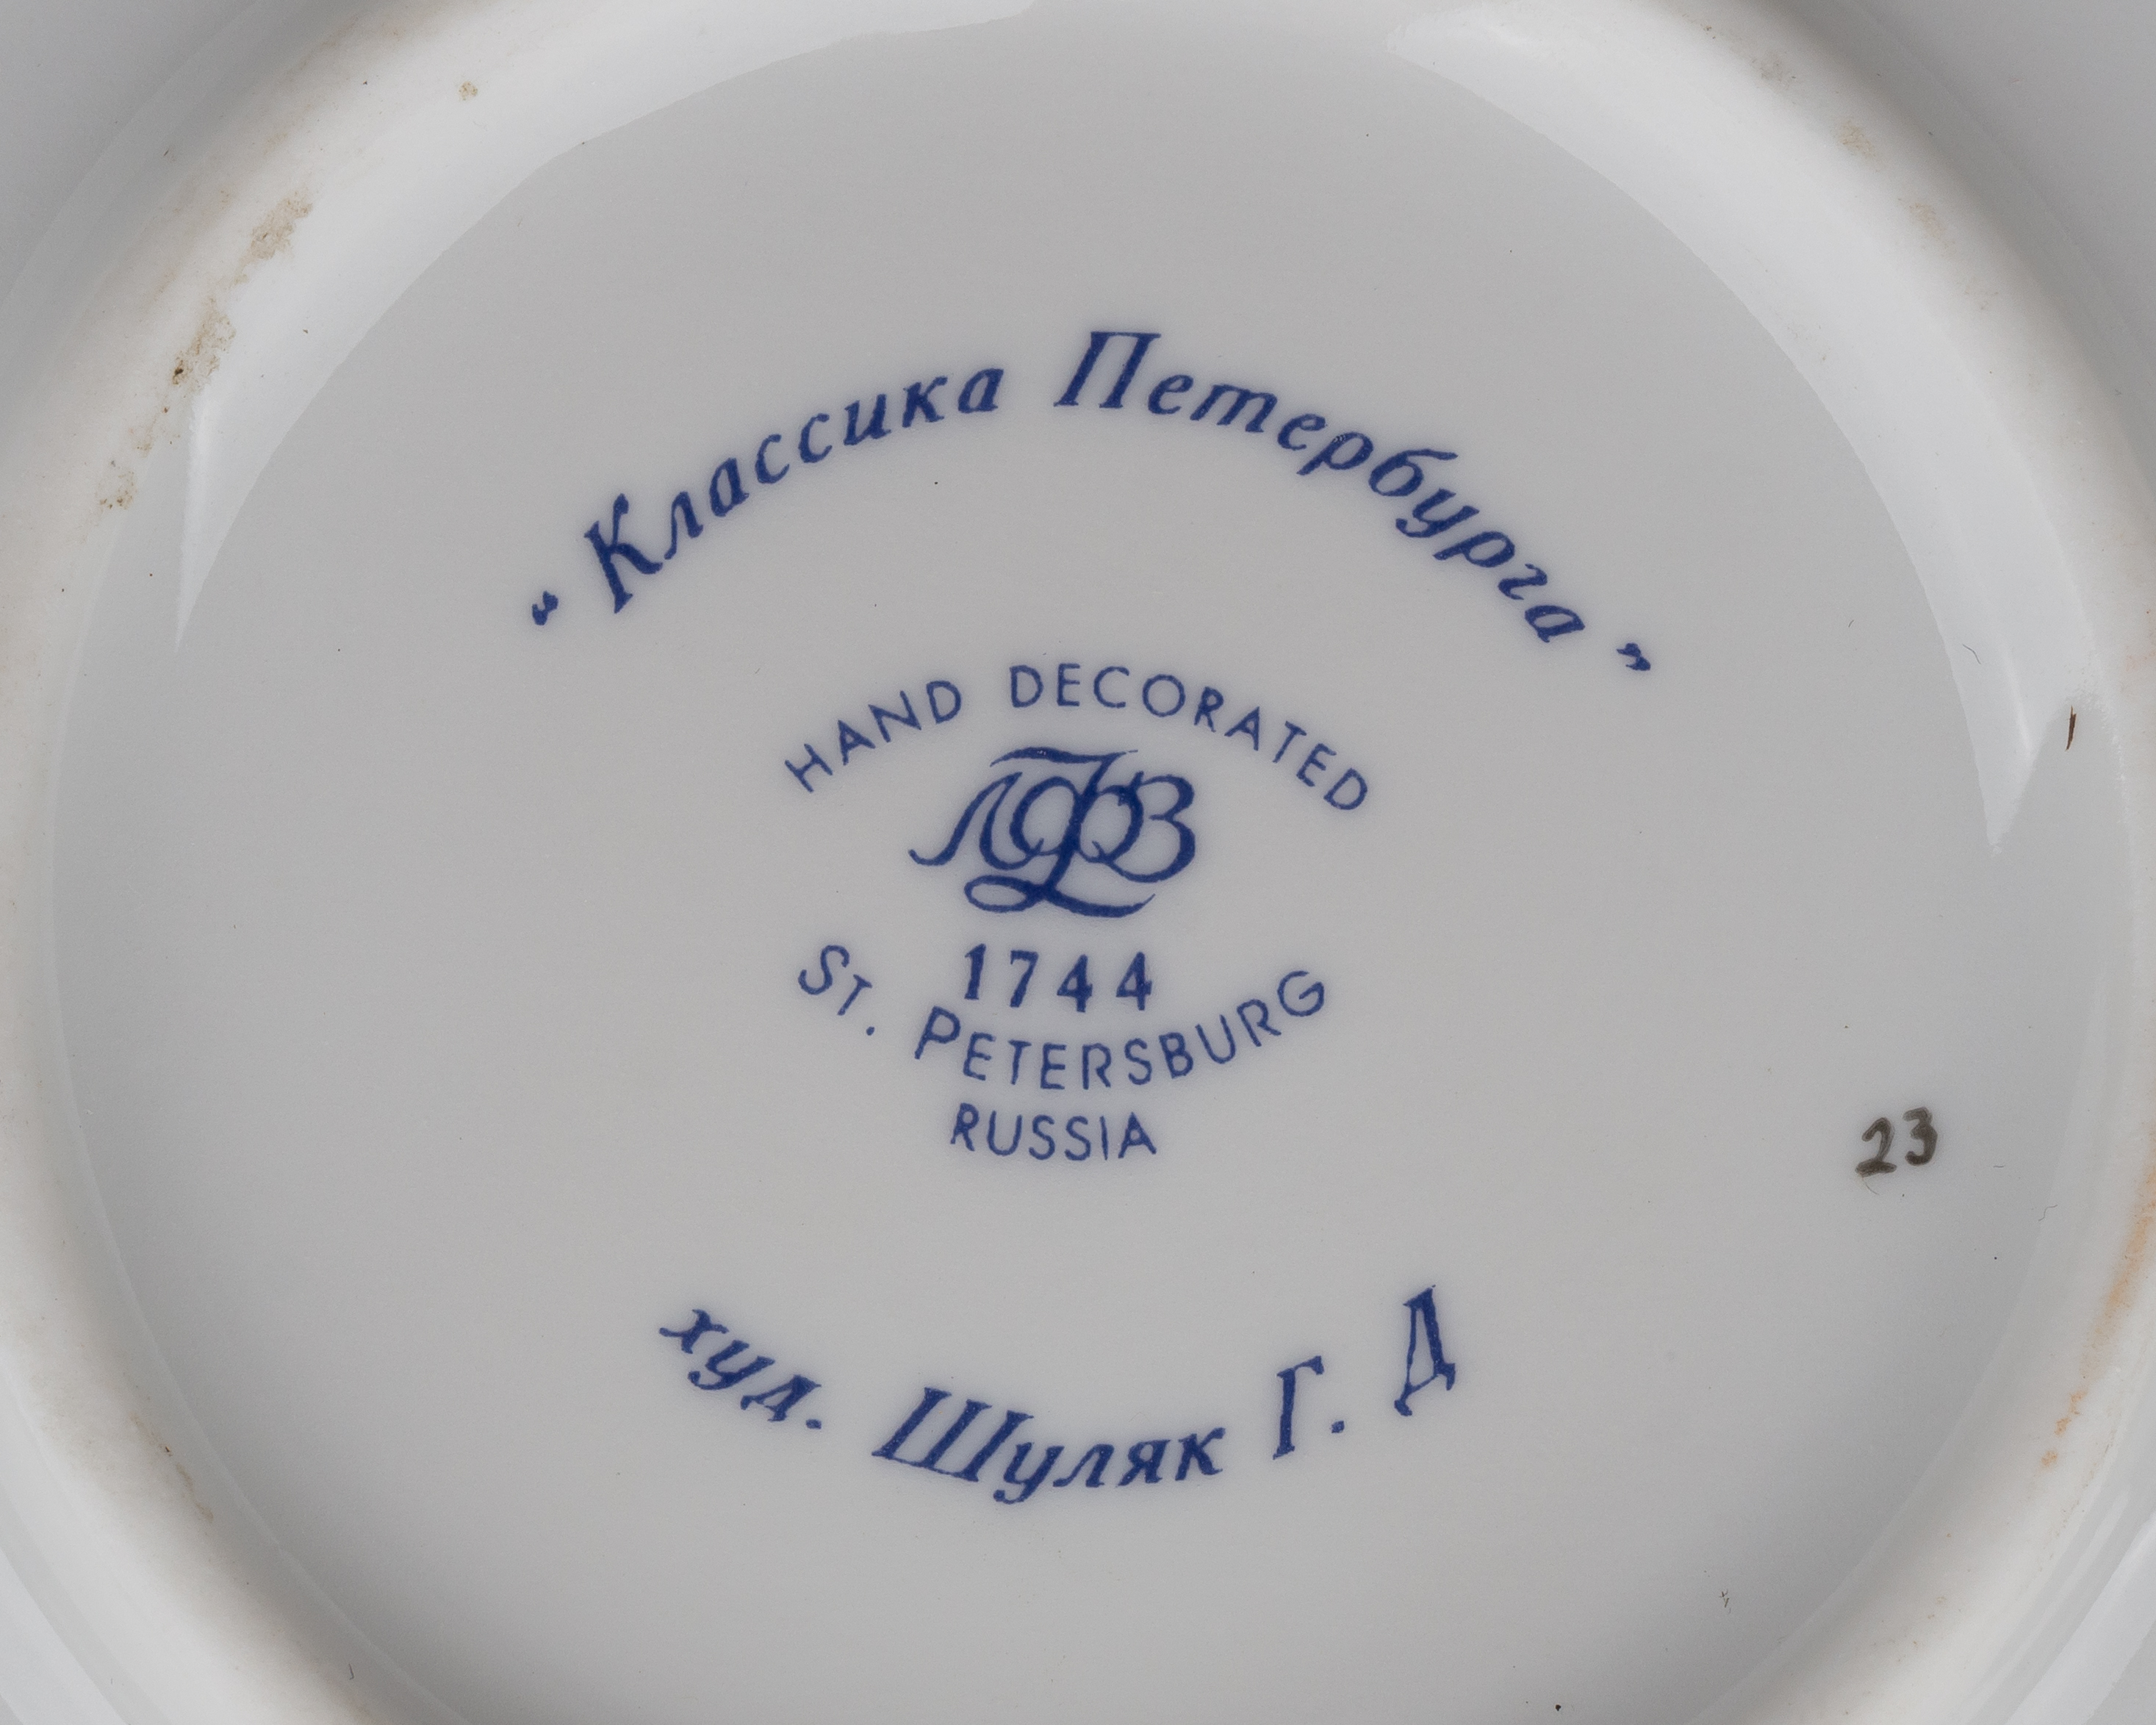 “Классика Петербурга”
HAND DECORATED
ЛФЗ
1744
ST. PETERSBURG
RUSSIA
23
худ. Шуляк Г. Д